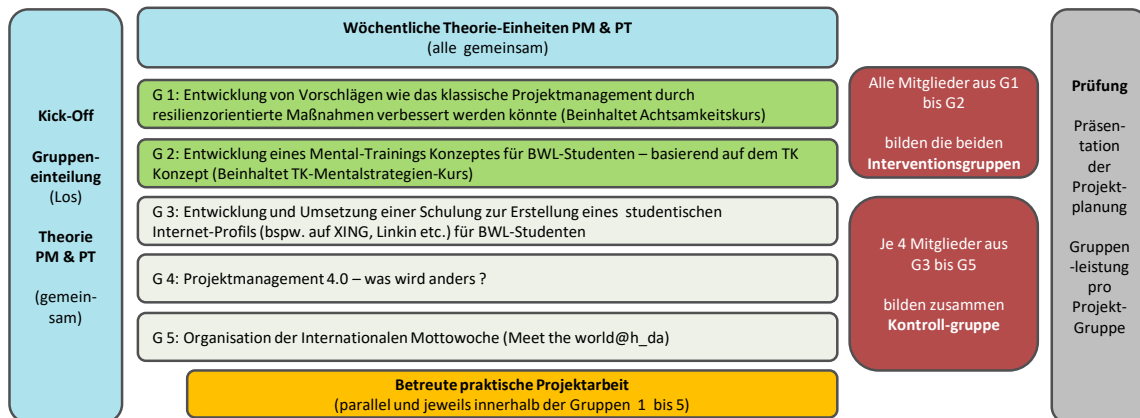 Kick-Off
Gruppen-
einteilung
(Los)
Theorie
PM & PT
(gemein-
sam)
Wöchentliche Theorie-Einheiten PM & PT
(alle gemeinsam)
G 1: Entwicklung von Vorschlägen wie das klassische Projektmanagement durch
resilienzorientierte Maßnahmen verbessert werden könnte (Beinhaltet Achtsamkeitskurs)
G 2: Entwicklung eines Mental-Trainings Konzeptes für BWL-Studenten – basierend auf dem TK
Konzept (Beinhaltet TK-Mentalstrategien-Kurs)
G 3: Entwicklung und Umsetzung einer Schulung zur Erstellung eines studentischen
Internet-Profils (bspw. auf XING, Linkin etc.) für BWL-Studenten
G 4: Projektmanagement 4.0 – was wird anders ?
G 5: Organisation der Internationalen Mottowoche (Meet the world@h_da)
Betreute praktische Projektarbeit
(parallel und jeweils innerhalb der Gruppen 1 bis 5)
Alle Mitglieder aus G1
bis G2
bilden die beiden
Interventionsgruppen
Je 4 Mitglieder aus
G3 bis G5
bilden zusammen
Kontroll-gruppe
Prüfung
Präsen-
tation
der
Projekt-
planung
Gruppen
-leistung
pro
Projekt-
Gruppe